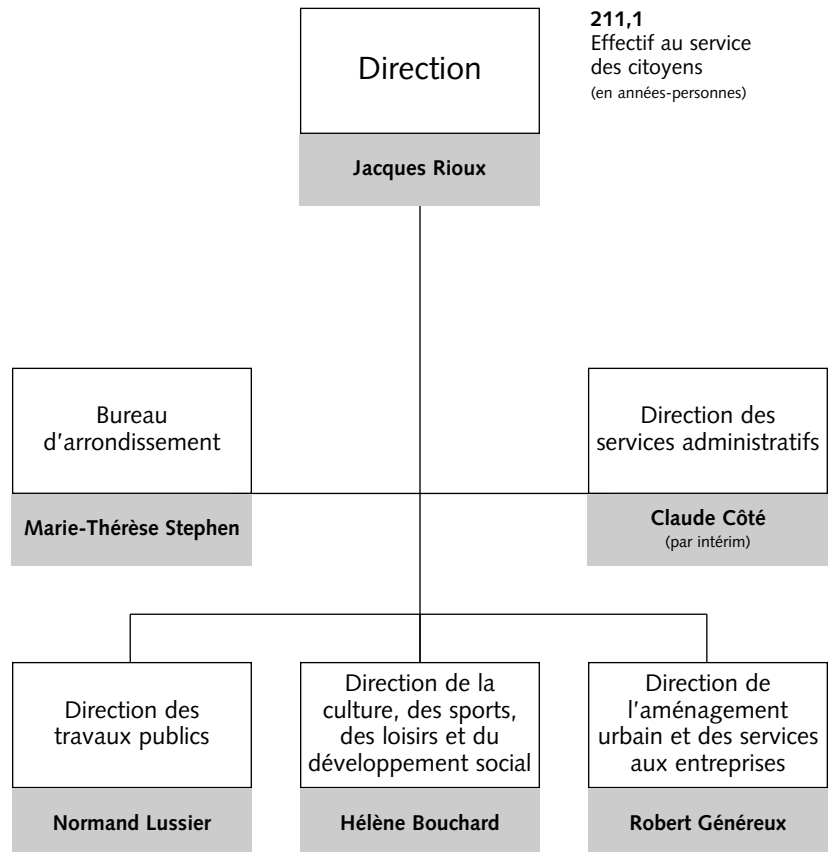 Direction
Jacques Rioux
211,1
Effectif au service
des citoyens
(en années-personnes)
Bureau
d'arrondissement
Marie-Thérèse Stephen
Direction des
services administratifs
Claude Côté
(par intérim)
Direction des
travaux publics
Normand Lussier
Direction de la
culture, des sports,
des loisirs et du
développement social
Hélène Bouchard
Direction de
l'aménagement
urbain et des services
aux entreprises
Robert Généreux